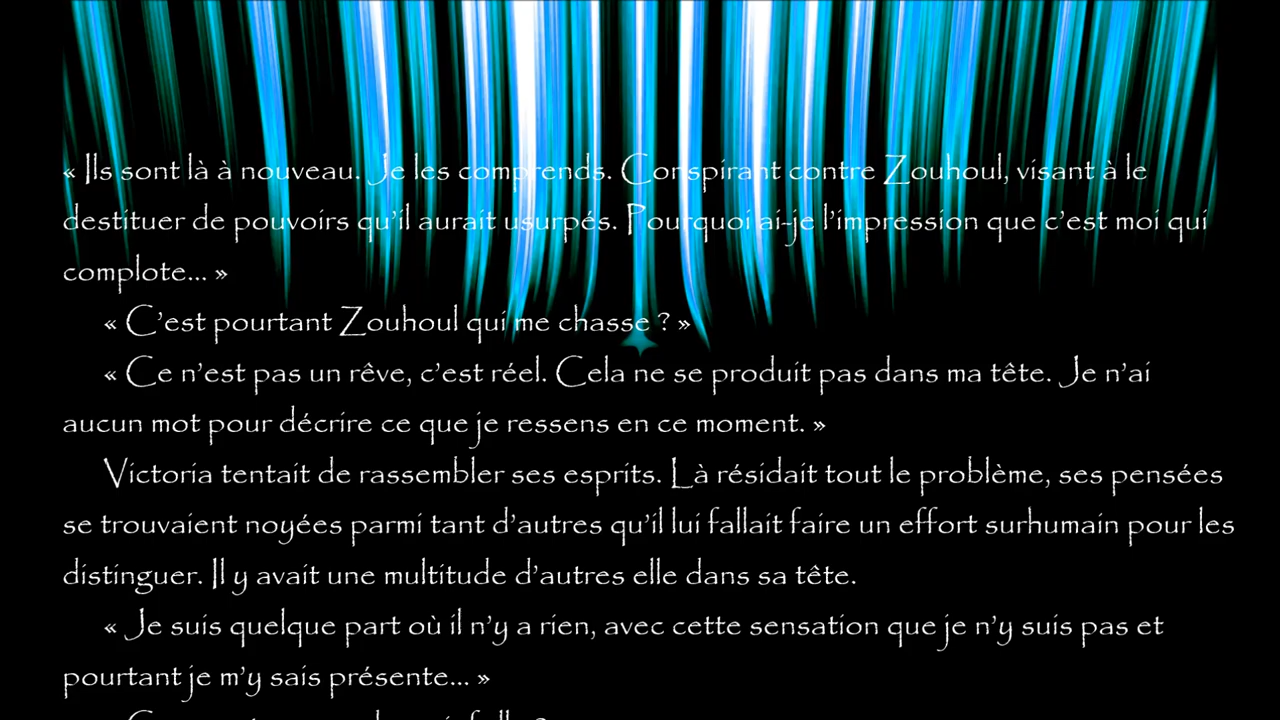 « Ils sont là à nouveau. Je les comprends. Conspirant contre Zouhoul, visant à le
destituer de pouvoirs qu’il aurait usurpés. Pourquoi ai-je l’impression que c’est moi qui
complote... »
« C’est pourtant Zouhoul qui me chasse ? »
« Ce n’est pas un rêve, c’est réel. Cela ne se produit pas dans ma tête. Je n’ai
aucun mot pour décrire ce que je ressens en ce moment. »
Victoria tentait de rassembler ses esprits. Là résidait tout le problème, ses pensées
se trouvaient noyées parmi tant d’autres qu’il lui fallait faire un effort surhumain pour les
distinguer. Il y avait une multitude d’autres elle dans sa tête.
« Je suis quelque part où il n’y a rien, avec cette sensation que je n’y suis pas et
pourtant je m’y sais présente... »